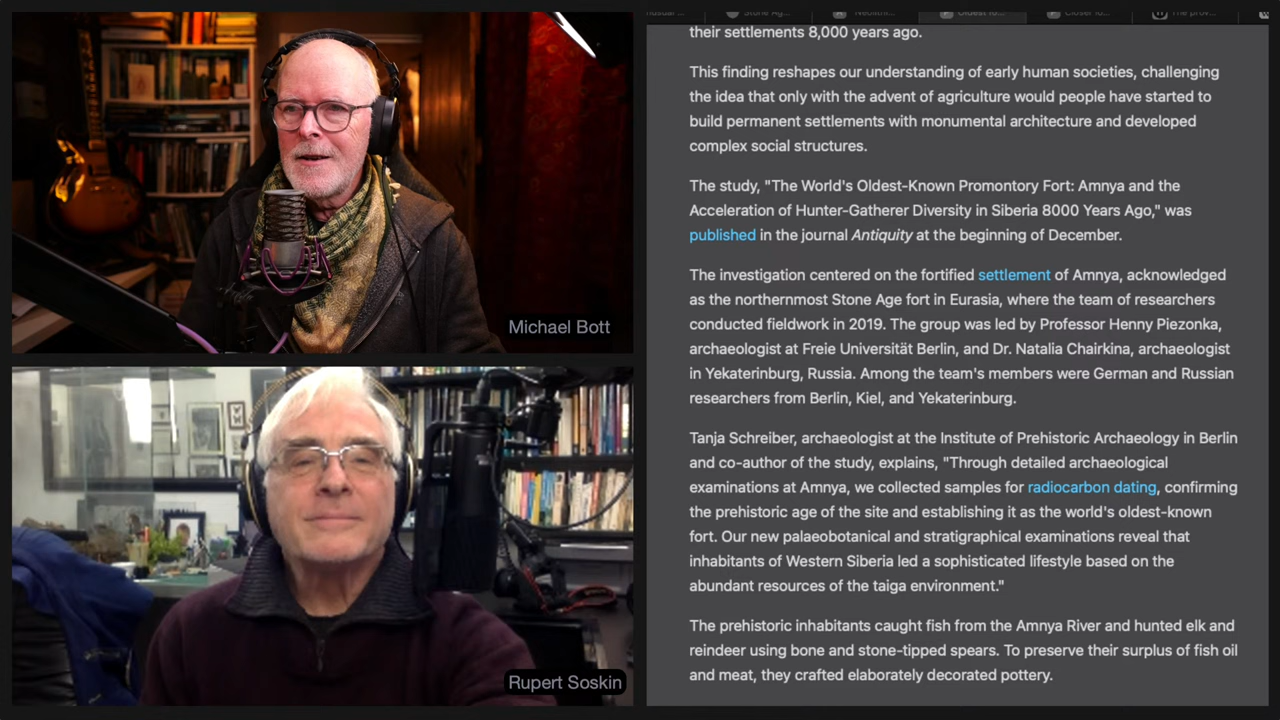 Michael Bott
Rupert Soskin
Stone Ag...
Oldest fo...
Closer fo...
The prov...
their settlements 8,000 years ago.
This finding reshapes our understanding of early human societies, challenging
the idea that only with the advent of agriculture would people have started to
build permanent settlements with monumental architecture and developed
complex social structures.
The study, "The World's Oldest-Known Promontory Fort: Amnya and the
Acceleration of Hunter-Gatherer Diversity in Siberia 8000 Years Ago," was
published in the journal Antiquity at the beginning of December.
The investigation centered on the fortified settlement of Amnya, acknowledged
as the northernmost Stone Age fort in Eurasia, where the team of researchers
conducted fieldwork in 2019. The group was led by Professor Henny Piezonka,
archaeologist at Freie Universität Berlin, and Dr. Natalia Chairkina, archaeologist
in Yekaterinburg, Russia. Among the team's members were German and Russian
researchers from Berlin, Kiel, and Yekaterinburg.
Tanja Schreiber, archaeologist at the Institute of Prehistoric Archaeology in Berlin
and co-author of the study, explains, "Through detailed archaeological
examinations at Amnya, we collected samples for radiocarbon dating, confirming
the prehistoric age of the site and establishing it as the world's oldest-known
fort. Our new palaeobotanical and stratigraphical examinations reveal that
inhabitants of Western Siberia led a sophisticated lifestyle based on the
abundant resources of the taiga environment."
The prehistoric inhabitants caught fish from the Amnya River and hunted elk and
reindeer using bone and stone-tipped spears. To preserve their surplus of fish oil
and meat, they crafted elaborately decorated pottery.